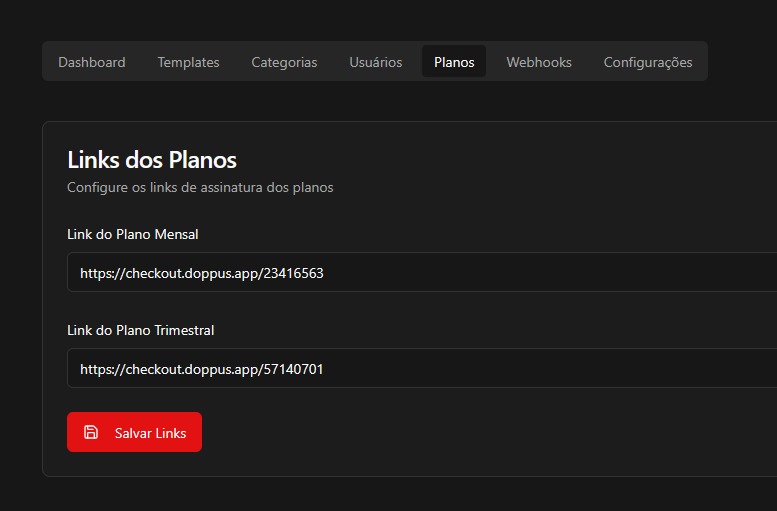 Dashboard Templates Categorias Usuários Planos Webhooks Configurações
Links dos Planos
Configure os links de assinatura dos planos
Link do Plano Mensal
https://checkout.doppus.app/23416563
Link do Plano Trimestral
https://checkout.doppus.app/57140701
Salvar Links